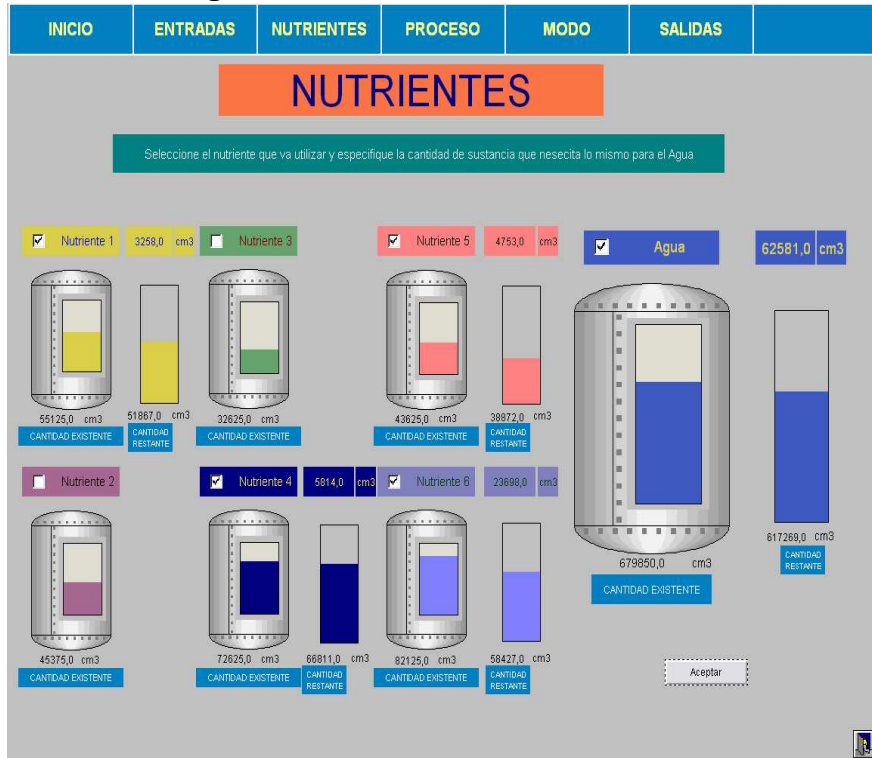 INICIO ENTRADAS NUTRIENTES PROCESO MODO SALIDAS
NUTRIENTES
Seleccione el nutriente que va utilizar y especifique la cantidad de sustancia que nesecita lo mismo para el Agua
Nutriente 1 3258,0 cm3 Nutriente 3 Nutriente 5 4753,0 cm3 Agua 62581,0 cm3
55125,0 cm3 51867,0 cm3 32625,0 cm3 43625,0 cm3 38872,0 cm3
CANTIDAD EXISTENTE CANTIDAD RESTANTE CANTIDAD EXISTENTE CANTIDAD EXISTENTE CANTIDAD RESTANTE
Nutriente 2 Nutriente 4 5814,0 cm3 Nutriente 6 23698,0 cm3
617269,0 cm3
CANTIDAD
RESTANTE
679850,0 cm3
CANTIDAD EXISTENTE
45375,0 cm3 72625,0 cm3 66811,0 cm3 82125,0 cm3 58427,0 cm3
CANTIDAD EXISTENTE CANTIDAD EXISTENTE CANTIDAD RESTANTE CANTIDAD EXISTENTE CANTIDAD RESTANTE
Aceptar